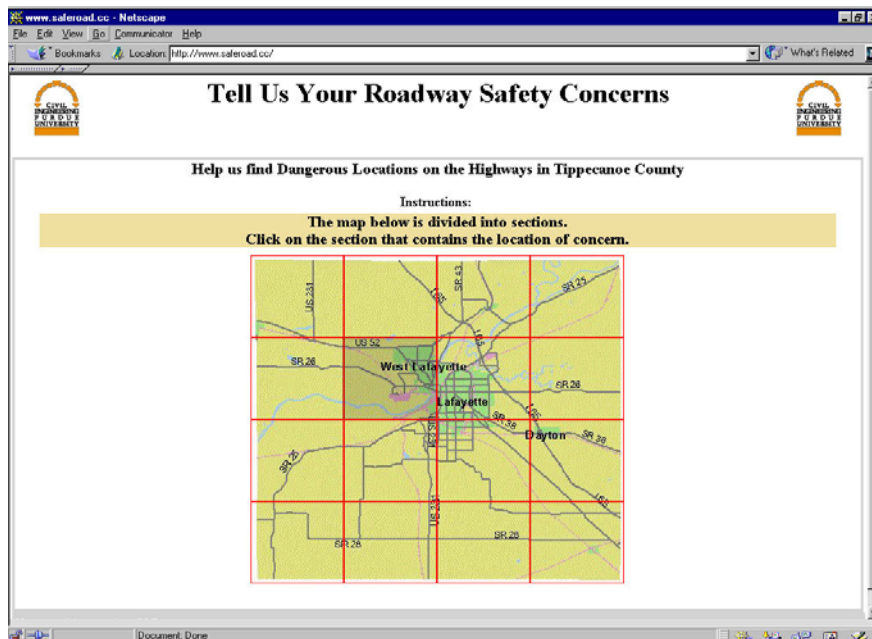 www.saferoad.cc - Netscape
File Edit View Go Communicator Help
Bookmarks Location: http://www.saferoad.cc/ What's Related
CIVIL ENGINEERING PURDUE UNIVERSITY
Tell Us Your Roadway Safety Concerns
CIVIL ENGINEERING PURDUE UNIVERSITY
Help us find Dangerous Locations on the Highways in Tippecanoe County
Instructions:
The map below is divided into sections.
Click on the section that contains the location of concern.
US 231
I 65
SR 43
SR 25
I 65
US 52
SR 26
West Lafayette
SR 26
Lafayette
I 65
SR 38
Dayton
SR 38
SR 25
I 65
US 231
SR 28
SR 28
Document: Done